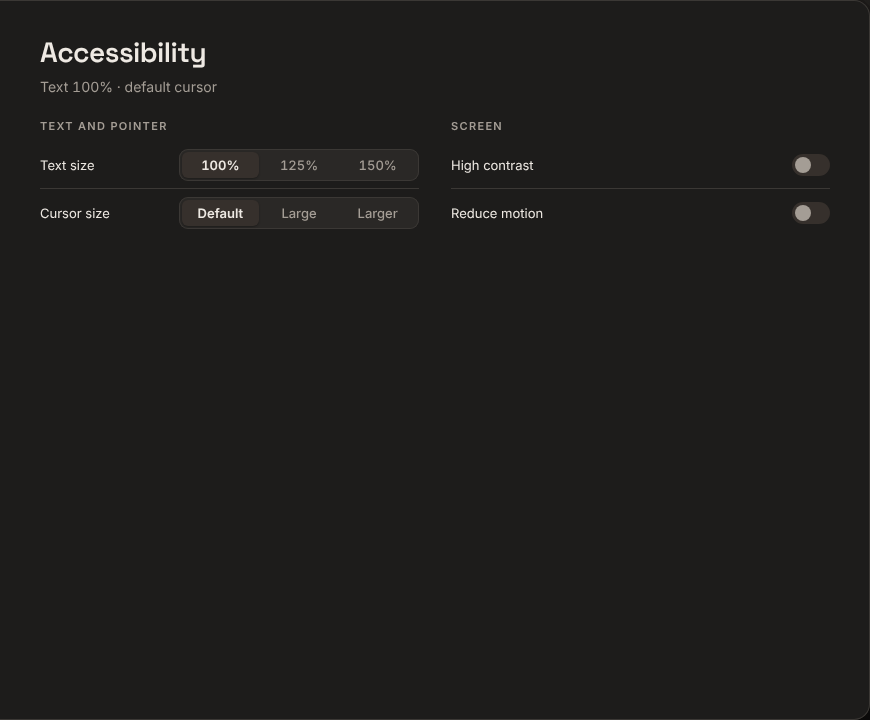 Accessibility
Text 100% · default cursor
TEXT AND POINTER
Text size
100% 125% 150%
Cursor size
Default Large Larger
SCREEN
High contrast
Reduce motion